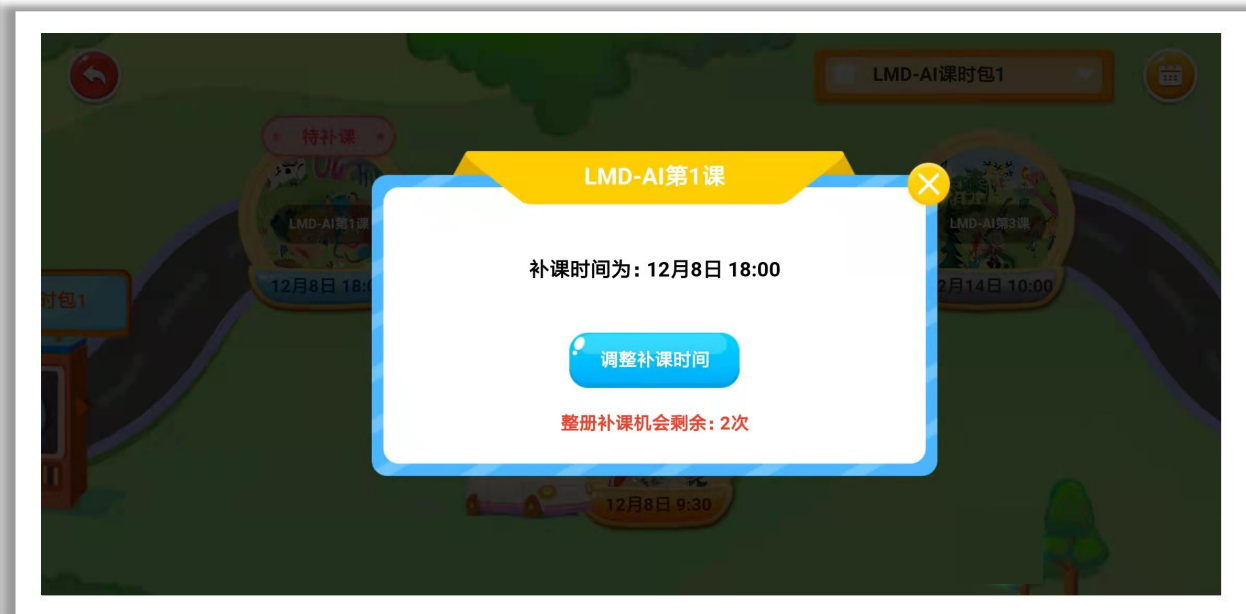 LMD-AI课时包1
待补课
LMD-AI第1课
LMD-AI第1课
LMD-AI第3课
补课时间为：12月8日 18:00
12月8日 18:
2月14日 10:00
时包1
调整补课时间
整册补课机会剩余：2次
12月8日 9:30